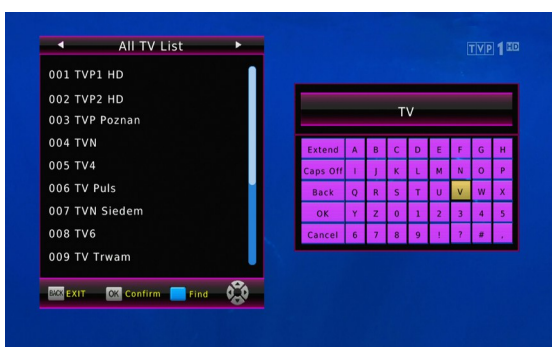 All TV List
TVP 1 HD
001 TVP1 HD
002 TVP2 HD
003 TVP Poznan
004 TVN
005 TV4
006 TV Puls
007 TVN Siedem
008 TV6
009 TV Trwam
BACK EXIT OK Confirm Find
TV
Extend A B C D E F G H
Caps Off I J K L M N O P
Back Q R S T U V W X
OK Y Z 0 1 2 3 4 5
Cancel 6 7 8 9 ! ? # ,